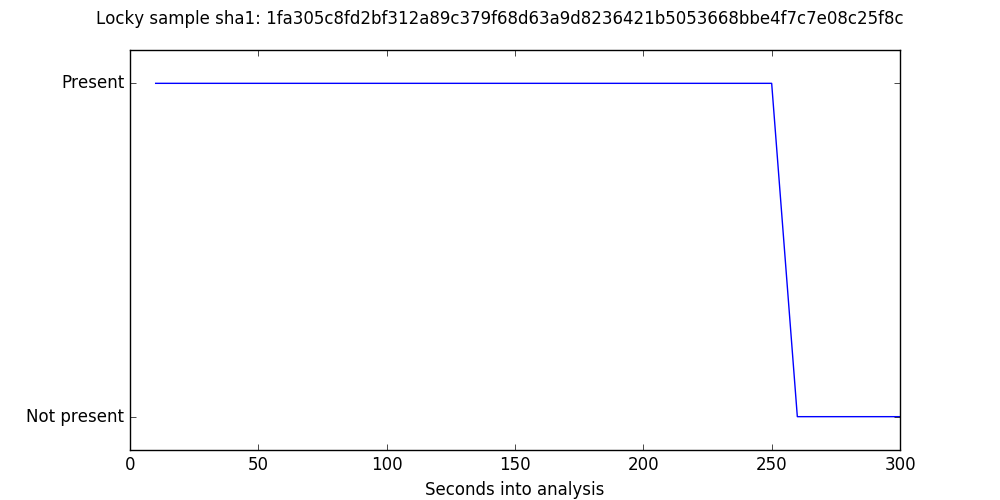 Locky sample sha1: 1fa305c8fd2bf312a89c379f68d63a9d8236421b5053668bbe4f7c7e08c25f8c
Present
Not present
0 50 100 150 200 250 300
Seconds into analysis